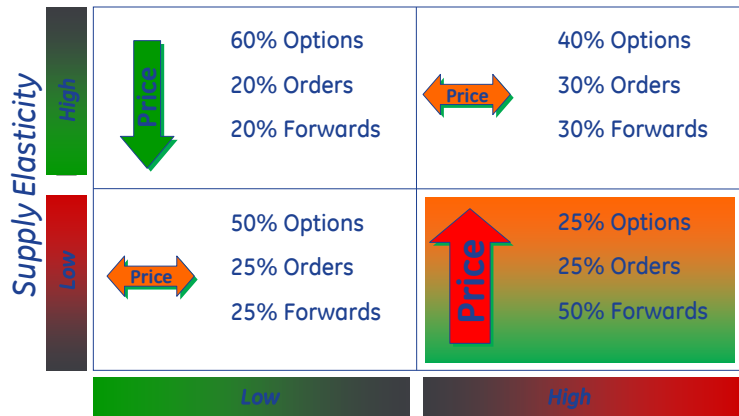 Supply Elasticity
High
Price
60% Options
20% Orders
20% Forwards
Price
40% Options
30% Orders
30% Forwards
Low
Price
50% Options
25% Orders
25% Forwards
Price
25% Options
25% Orders
50% Forwards
Low
High